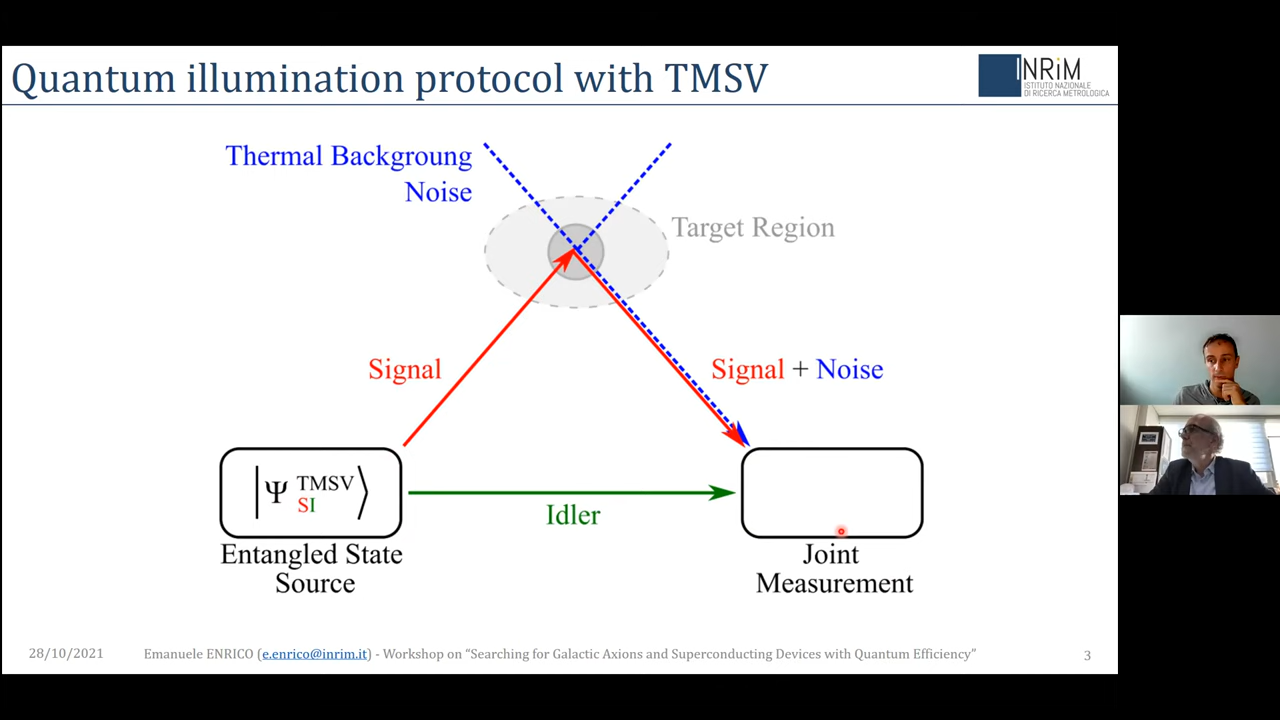 Quantum illumination protocol with TMSV
INRiM
ISTITUTO NAZIONALE
DI RICERCA METROLOGICA
Thermal Backgroung
Noise
Target Region
Signal
Signal + Noise
|Ψ TMSV⟩
SI
Idler
Entangled State
Source
Joint
Measurement
28/10/2021
Emanuele ENRICO (e.enrico@inrim.it) - Workshop on “Searching for Galactic Axions and Superconducting Devices with Quantum Efficiency”
3